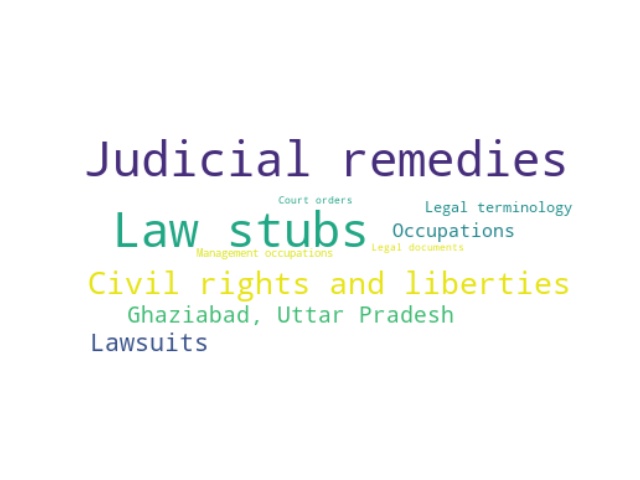 Judicial remedies
Court orders
Legal terminology
Law stubs
Occupations
Legal documents
Management occupations
Civil rights and liberties
Ghaziabad, Uttar Pradesh
Lawsuits